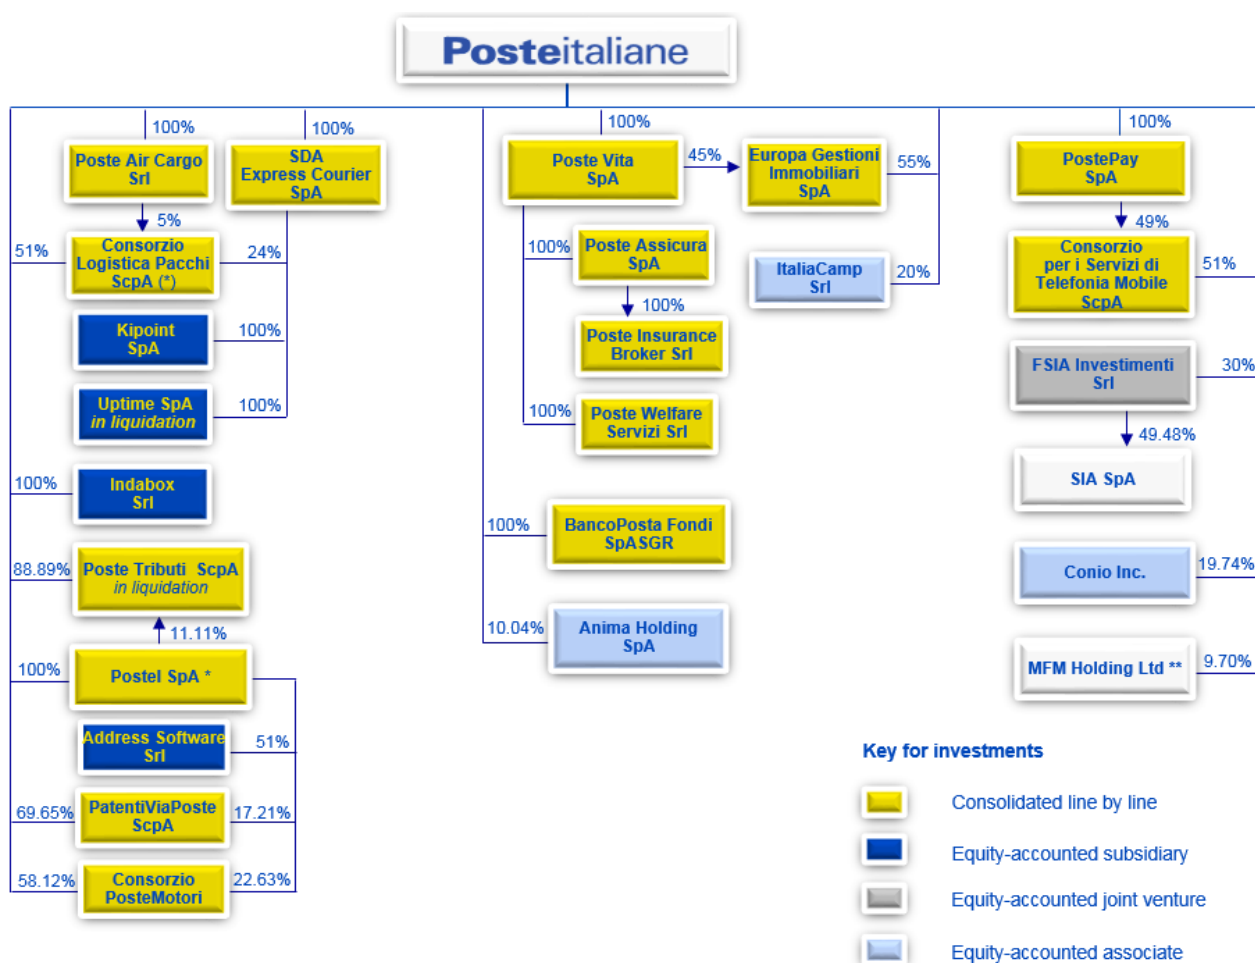 Posteitaliane
100%
100%
100%
100%
Poste Air Cargo
Srl
SDA
Express Courier
SpA
Poste Vita
SpA
45%
Europa Gestioni
Immobiliari
SpA
55%
PostePay
SpA
5%
49%
51%
Consorzio
Logistica Pacchi
ScpA (*)
24%
100%
Poste Assicura
SpA
ItaliaCamp
Srl
20%
Consorzio
per i Servizi di
Telefonia Mobile
ScpA
51%
Kipoint
SpA
100%
100%
Poste Insurance
Broker Srl
FSIA Investimenti
Srl
30%
Uptime SpA
in liquidation
100%
100%
Poste Welfare
Servizi Srl
49.48%
SIA SpA
100%
Indabox
Srl
100%
BancoPosta Fondi
SpASGR
88.89%
Poste Tributi ScpA
in liquidation
Conio Inc.
19.74%
11.11%
10.04%
Anima Holding
SpA
100%
Postel SpA *
MFM Holding Ltd **
9.70%
Address Software
Srl
51%
69.65%
PatentiViaPoste
ScpA
17.21%
58.12%
Consorzio
PosteMotori
22.63%
Key for investments
Consolidated line by line
Equity-accounted subsidiary
Equity-accounted joint venture
Equity-accounted associate